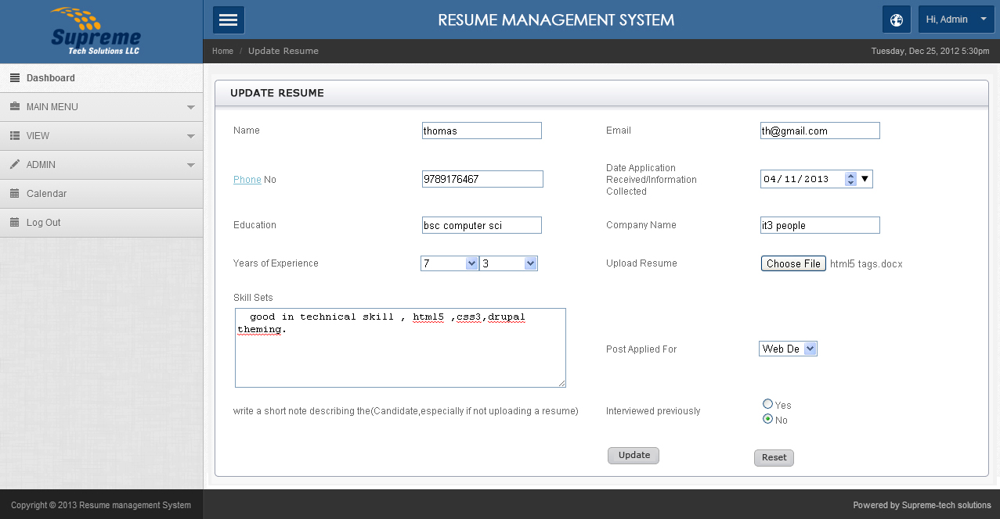 Supreme
Tech Solutions LLC
RESUME MANAGEMENT SYSTEM
Hi, Admin
Home / Update Resume
Tuesday, Dec 25, 2012 5:30pm
Dashboard
MAIN MENU
VIEW
ADMIN
Calendar
Log Out
UPDATE RESUME
Name
thomas
Email
th@gmail.com
Phone No
9789176467
Date Application
Received/Information
Collected
04/11/2013
Education
bsc computer sci
Company Name
it3 people
Years of Experience
7
3
Upload Resume
Choose File html5 tags.docx
Skill Sets
good in technical skill , html5 ,css3,drupal
theming.
Post Applied For
Web De
write a short note describing the(Candidate,especially if not uploading a resume)
Interviewed previously
Yes
No
Update
Reset
Copyright © 2013 Resume management System
Powered by Supreme-tech solutions